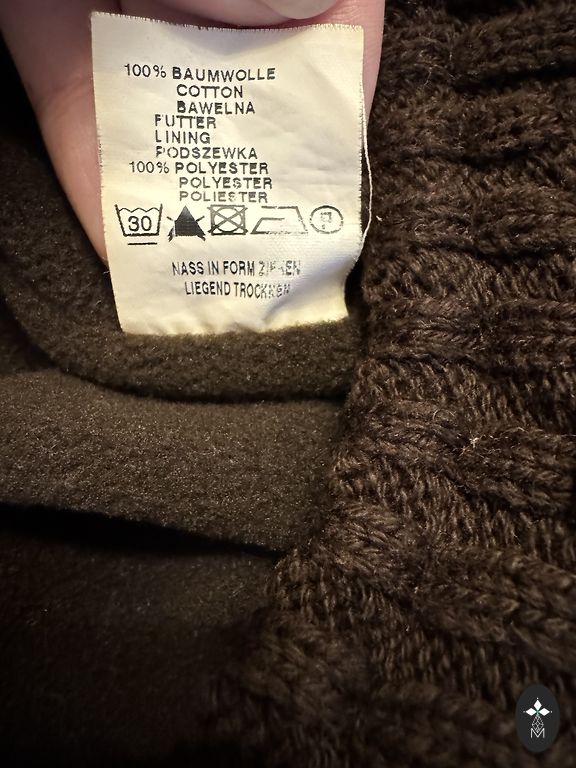 100% BAUMWOLLE
COTTON
BAWELNA
FUTTER
LINING
PODSZEWKA
100% POLYESTER
POLYESTER
POLIESTER
30 P
NASS IN FORM ZIEHEN
LIEGEND TROCKNEN
M